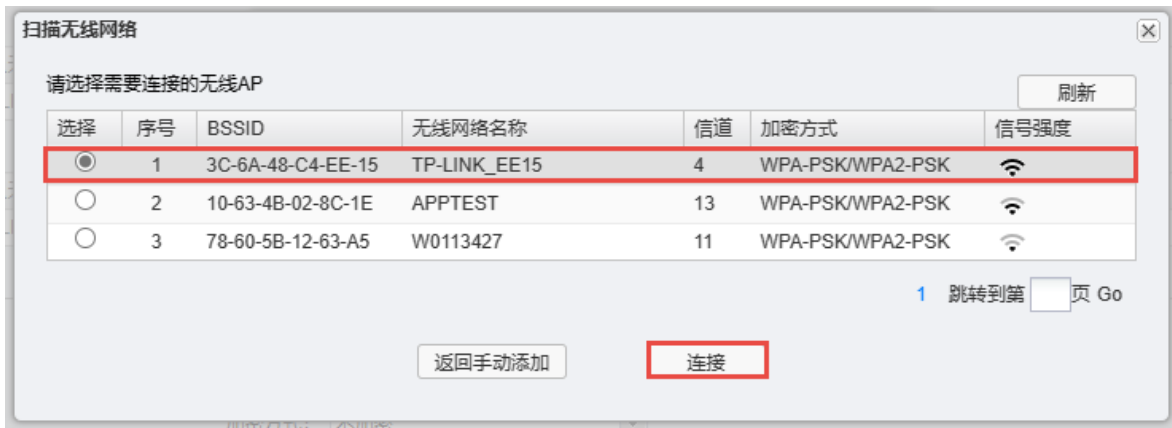 扫描无线网络
请选择需要连接的无线AP
刷新
选择 序号 BSSID 无线网络名称 信道 加密方式 信号强度
1 3C-6A-48-C4-EE-15 TP-LINK_EE15 4 WPA-PSK/WPA2-PSK
2 10-63-4B-02-8C-1E APPTEST 13 WPA-PSK/WPA2-PSK
3 78-60-5B-12-63-A5 W0113427 11 WPA-PSK/WPA2-PSK
1 跳转到第 页 Go
返回手动添加 连接